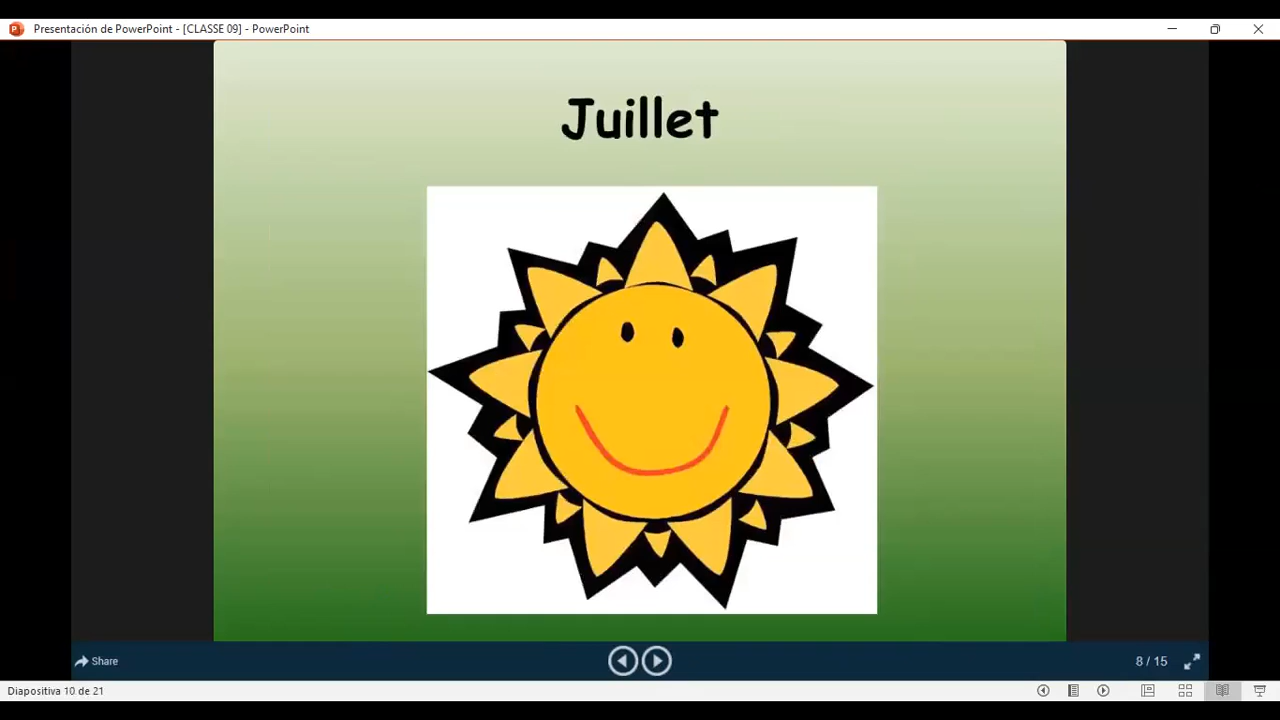 Presentación de PowerPoint - [CLASSE 09] - PowerPoint
Juillet
Share
8 / 15
Diapositiva 10 de 21